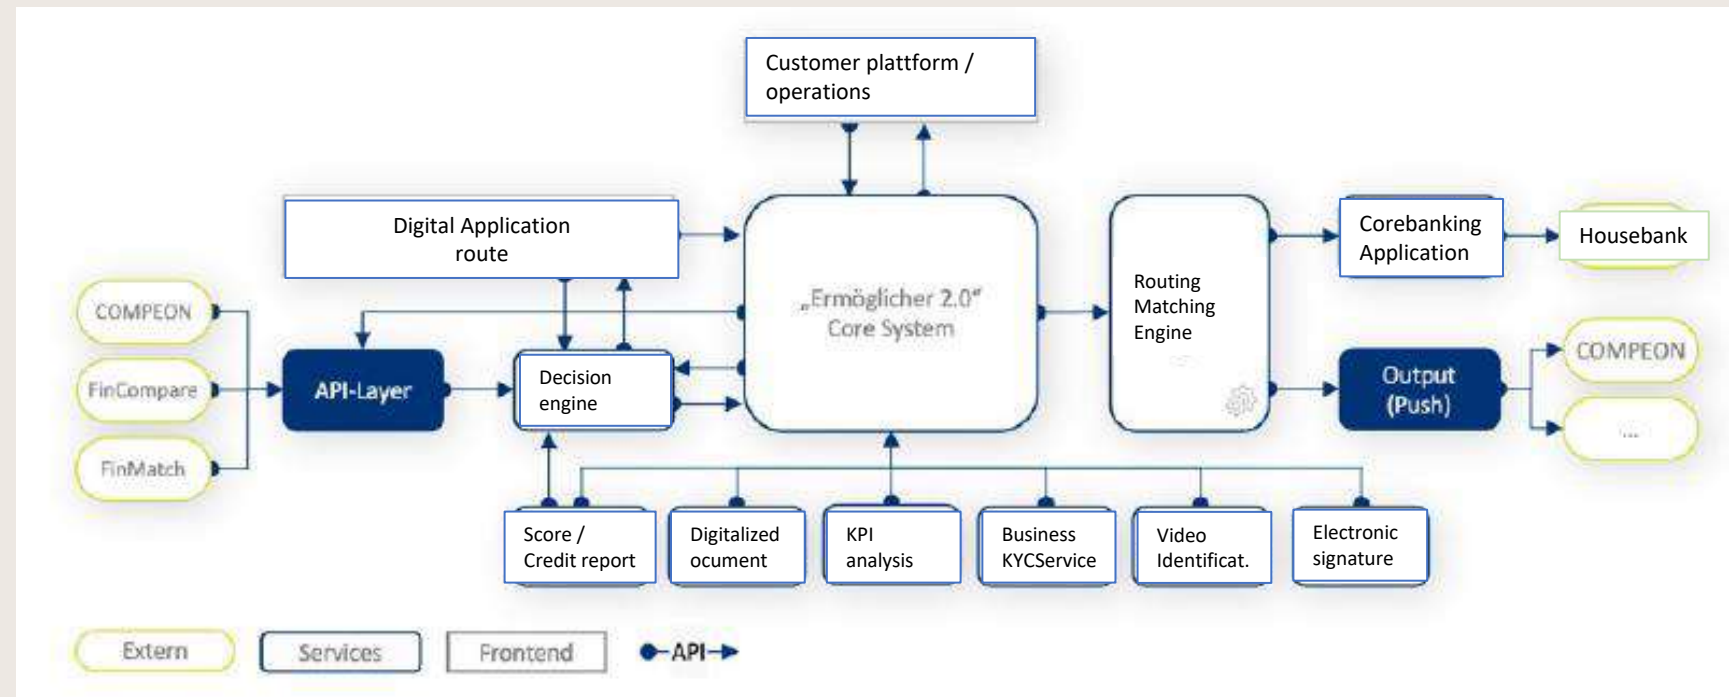 Customer plattform /
operations
Digital Application
route
COMPEON
FinCompare
FinMatch
API-Layer
Decision
engine
„Ermöglicher 2.0“
Core System
Routing
Matching
Engine
Corebanking
Application
Housebank
Output
(Push)
COMPEON
...
Score /
Credit report
Digitalized
ocument
KPI
analysis
Business
KYCService
Video
Identificat.
Electronic
signature
Extern
Services
Frontend
API